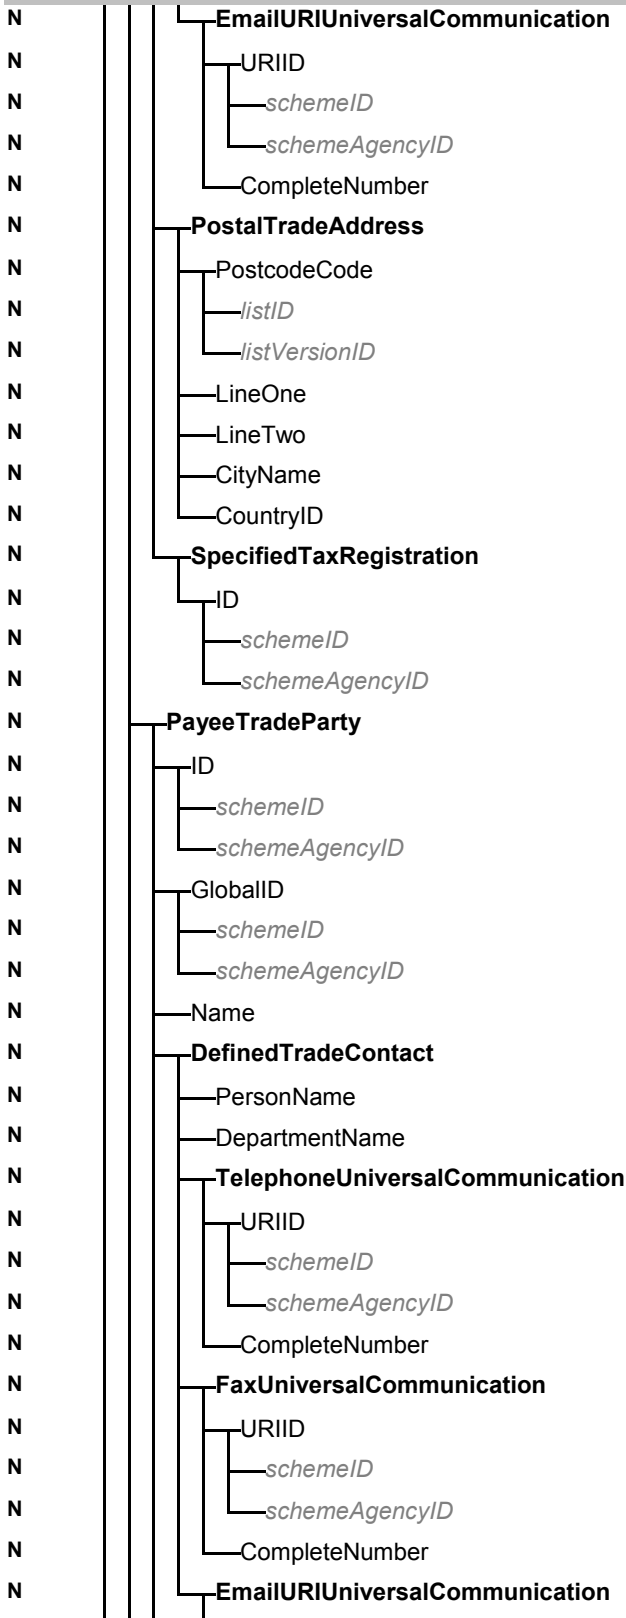 N EmailURIUniversalCommunication
N URIID
N schemeID
N schemeAgencyID
N CompleteNumber
N PostalTradeAddress
N PostcodeCode
N listID
N listVersionID
N LineOne
N LineTwo
N CityName
N CountryID
N SpecifiedTaxRegistration
N ID
N schemeID
N schemeAgencyID
N PayeeTradeParty
N ID
N schemeID
N schemeAgencyID
N GlobalID
N schemeID
N schemeAgencyID
N Name
N DefinedTradeContact
N PersonName
N DepartmentName
N TelephoneUniversalCommunication
N URIID
N schemeID
N schemeAgencyID
N CompleteNumber
N FaxUniversalCommunication
N URIID
N schemeID
N schemeAgencyID
N CompleteNumber
N EmailURIUniversalCommunication